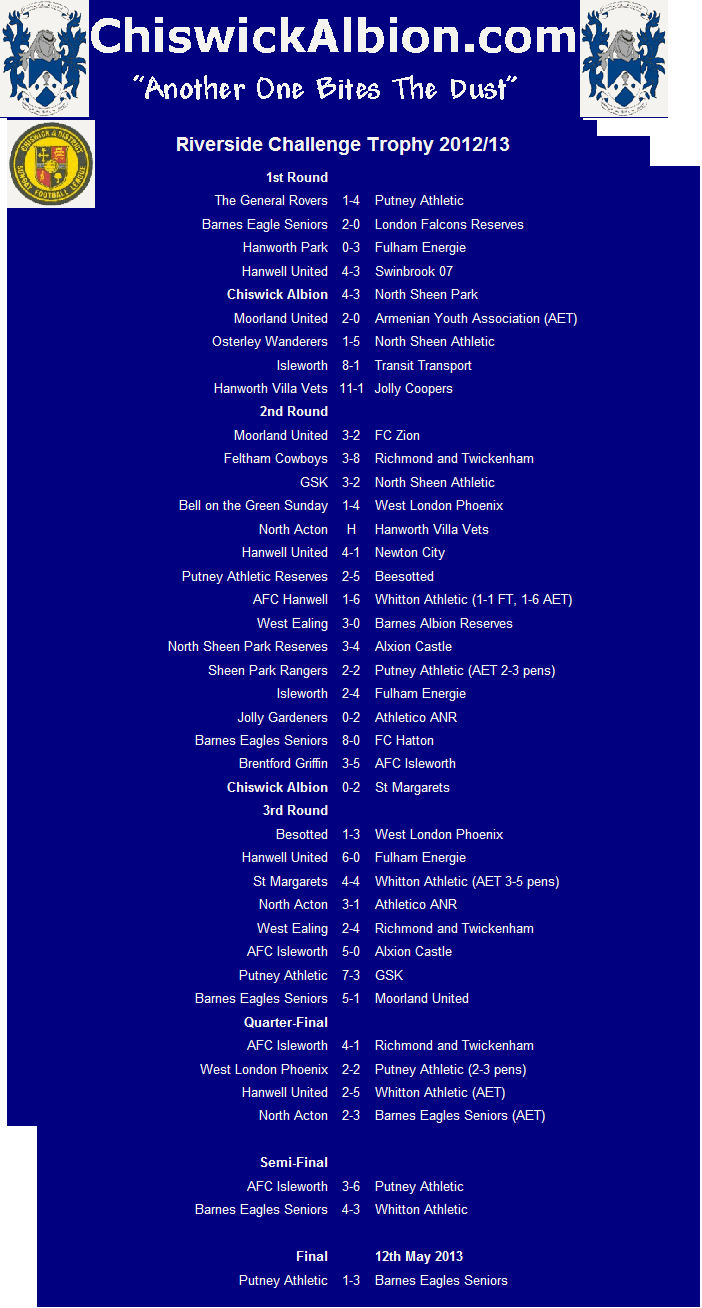 ChiswickAlbion.com
"Another One Bites The Dust"
CHISWICK & DISTRICT
SUNDAY FOOTBALL LEAGUE
Riverside Challenge Trophy 2012/13
1st Round
The General Rovers 1-4 Putney Athletic
Barnes Eagle Seniors 2-0 London Falcons Reserves
Hanworth Park 0-3 Fulham Energie
Hanwell United 4-3 Swinbrook 07
Chiswick Albion 4-3 North Sheen Park
Moorland United 2-0 Armenian Youth Association (AET)
Osterley Wanderers 1-5 North Sheen Athletic
Isleworth 8-1 Transit Transport
Hanworth Villa Vets 11-1 Jolly Coopers
2nd Round
Moorland United 3-2 FC Zion
Feltham Cowboys 3-8 Richmond and Twickenham
GSK 3-2 North Sheen Athletic
Bell on the Green Sunday 1-4 West London Phoenix
North Acton H Hanworth Villa Vets
Hanwell United 4-1 Newton City
Putney Athletic Reserves 2-5 Beesotted
AFC Hanwell 1-6 Whitton Athletic (1-1 FT, 1-6 AET)
West Ealing 3-0 Barnes Albion Reserves
North Sheen Park Reserves 3-4 Alxion Castle
Sheen Park Rangers 2-2 Putney Athletic (AET 2-3 pens)
Isleworth 2-4 Fulham Energie
Jolly Gardeners 0-2 Athletico ANR
Barnes Eagles Seniors 8-0 FC Hatton
Brentford Griffin 3-5 AFC Isleworth
Chiswick Albion 0-2 St Margarets
3rd Round
Besotted 1-3 West London Phoenix
Hanwell United 6-0 Fulham Energie
St Margarets 4-4 Whitton Athletic (AET 3-5 pens)
North Acton 3-1 Athletico ANR
West Ealing 2-4 Richmond and Twickenham
AFC Isleworth 5-0 Alxion Castle
Putney Athletic 7-3 GSK
Barnes Eagles Seniors 5-1 Moorland United
Quarter-Final
AFC Isleworth 4-1 Richmond and Twickenham
West London Phoenix 2-2 Putney Athletic (2-3 pens)
Hanwell United 2-5 Whitton Athletic (AET)
North Acton 2-3 Barnes Eagles Seniors (AET)
Semi-Final
AFC Isleworth 3-6 Putney Athletic
Barnes Eagles Seniors 4-3 Whitton Athletic
Final 12th May 2013
Putney Athletic 1-3 Barnes Eagles Seniors